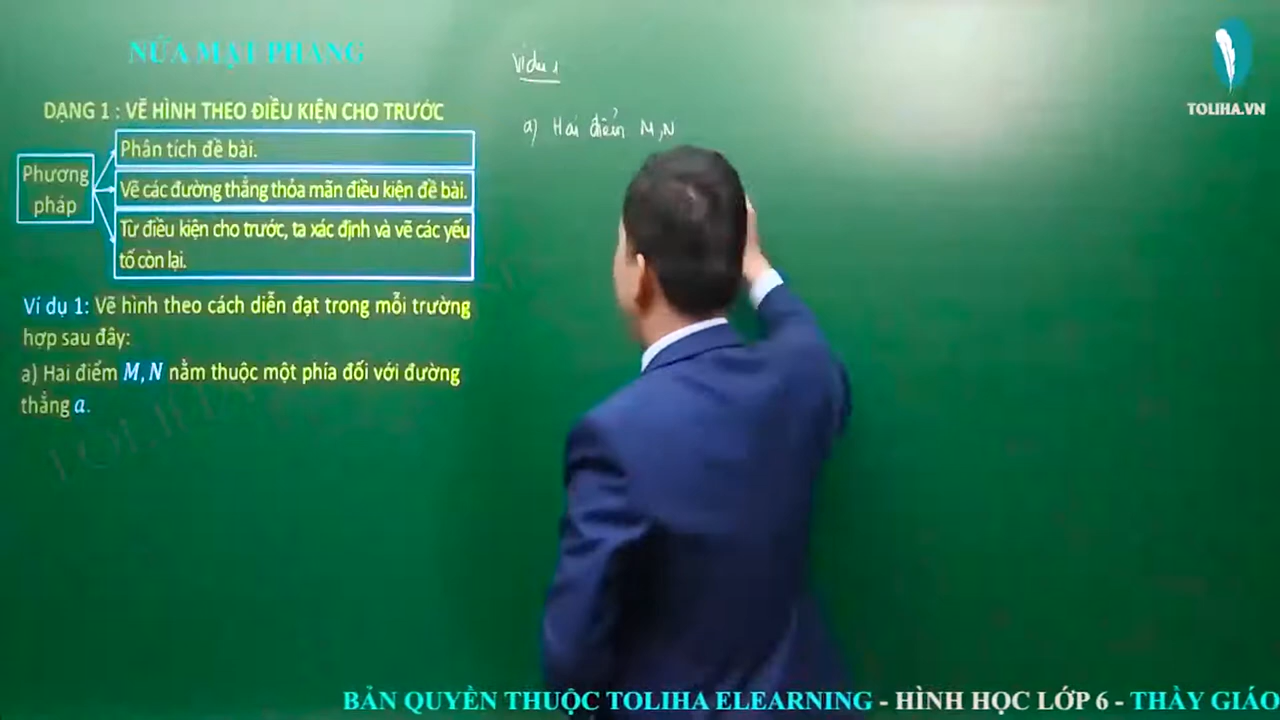 NỬA MẶT PHẲNG
DẠNG 1 : VẼ HÌNH THEO ĐIỀU KIỆN CHO TRƯỚC
Phương pháp
Phân tích đề bài.
Vẽ các đường thẳng thỏa mãn điều kiện đề bài.
Từ điều kiện cho trước, ta xác định và vẽ các yếu
tố còn lại.
Ví dụ 1: Vẽ hình theo cách diễn đạt trong mỗi trường
hợp sau đây:
a) Hai điểm M, N nằm thuộc một phía đối với đường
thẳng a.
Ví dụ 1
a) Hai điểm M, N
TOLIHA.VN
BẢN QUYỀN THUỘC TOLIHA ELEARNING - HÌNH HỌC LỚP 6 - THẦY GIÁO